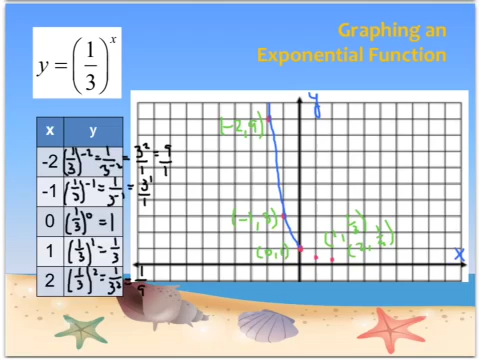 Graphing an
Exponential Function
y = (1/3)^x
x y
-2 (1/3)^-2 = 1/3^-2 = 3^2/1 = 9/1
-1 (1/3)^-1 = 1/3^-1 = 3^1/1
0 (1/3)^0 = 1
1 (1/3)^1 = 1/3
2 (1/3)^2 = 1/3^2 = 1/9
y
(-2, 9)
(-1, 3)
(0, 1)
(1, 1/3)
(2, 1/9)
x